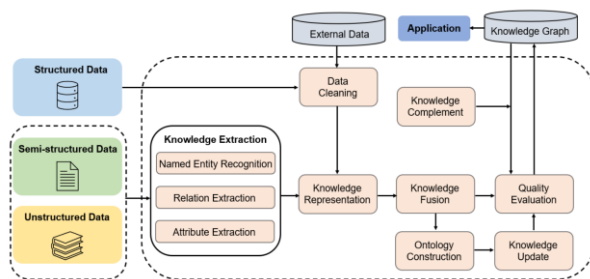 External Data
Application
Knowledge Graph
Structured Data
Data
Cleaning
Knowledge
Complement
Semi-structured Data
Knowledge Extraction
Named Entity Recognition
Relation Extraction
Attribute Extraction
Knowledge
Representation
Knowledge
Fusion
Quality
Evaluation
Unstructured Data
Ontology
Construction
Knowledge
Update